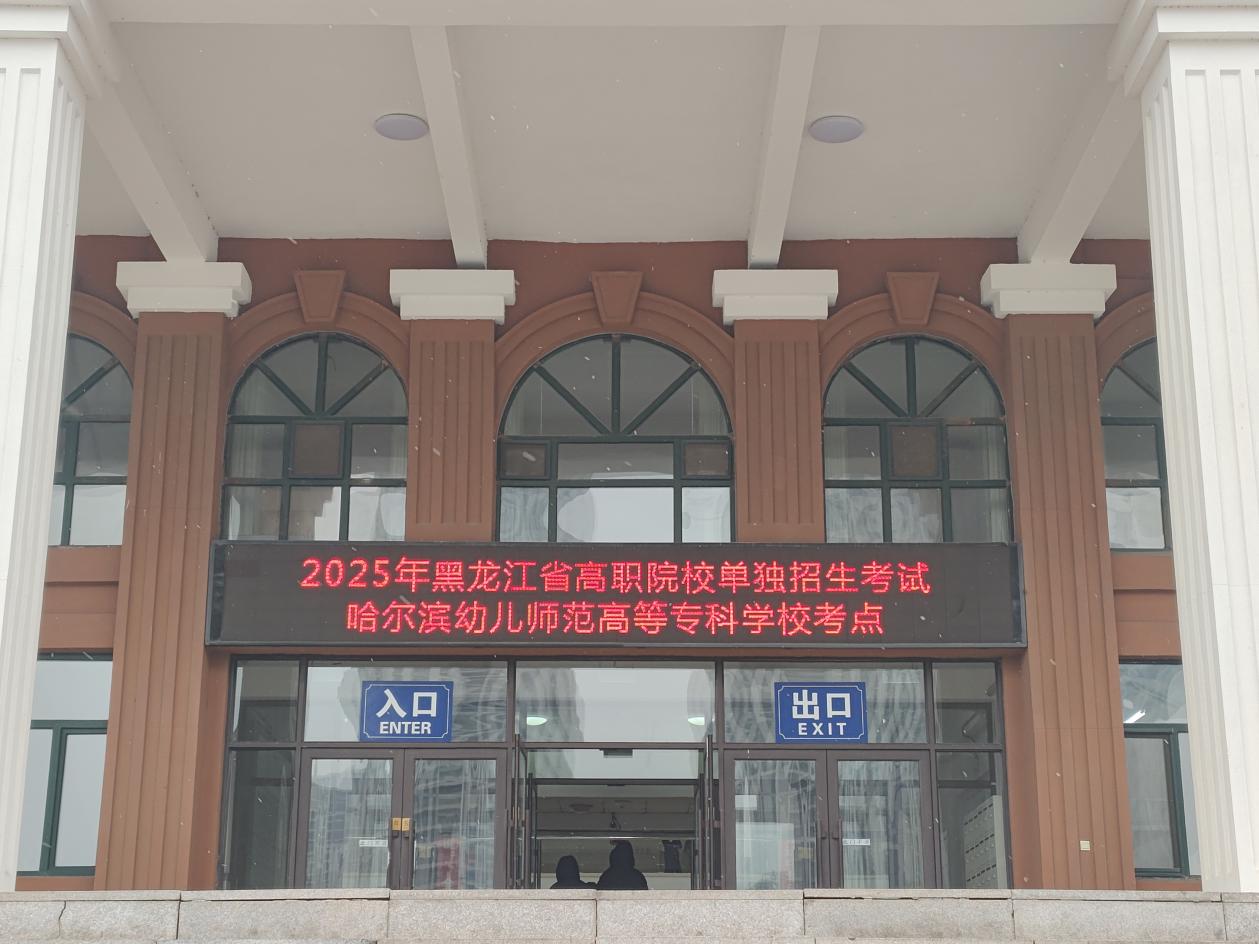 2025年黑龙江省高职院校单独招生考试
哈尔滨幼儿师范高等专科学校考点
入口
ENTER
出口
EXIT